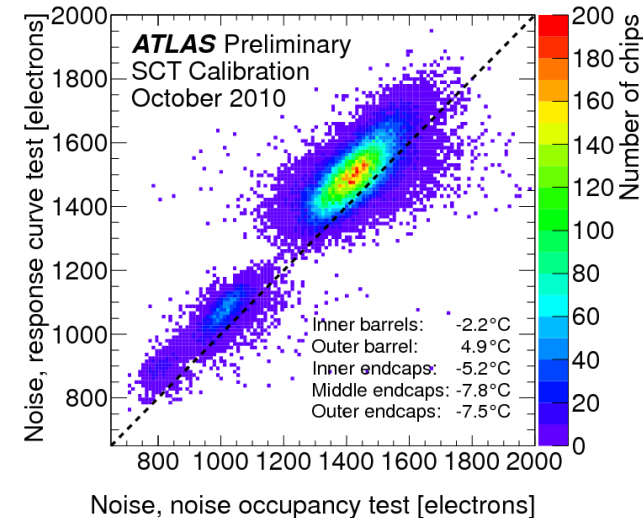 ATLAS Preliminary
SCT Calibration
October 2010
Noise, response curve test [electrons]
2000
1800
1600
1400
1200
1000
800
Inner barrels: -2.2°C
Outer barrel: 4.9°C
Inner endcaps: -5.2°C
Middle endcaps: -7.8°C
Outer endcaps: -7.5°C
800 1000 1200 1400 1600 1800 2000
Noise, noise occupancy test [electrons]
200
180
160
140
120
100
80
60
40
20
0
Number of chips